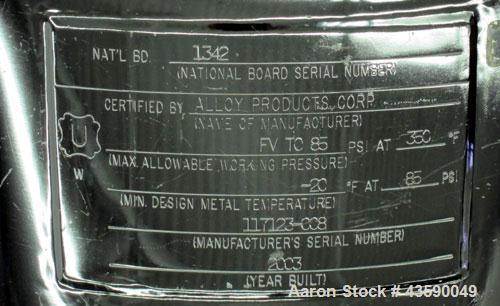 NAT'L BD. 1342
(NATIONAL BOARD SERIAL NUMBER)
CERTIFIED BY ALLOY PRODUCTS, CORP.
(NAME OF MANUFACTURER)
U
FV TO 85 PSI AT 350 °F
(MAX. ALLOWABLE WORKING PRESSURE)
W
-20 °F AT 85 PSI
(MIN. DESIGN METAL TEMPERATURE)
117123-008
(MANUFACTURER'S SERIAL NUMBER)
2003
(YEAR BUILT)
Aaron Stock # 43590049